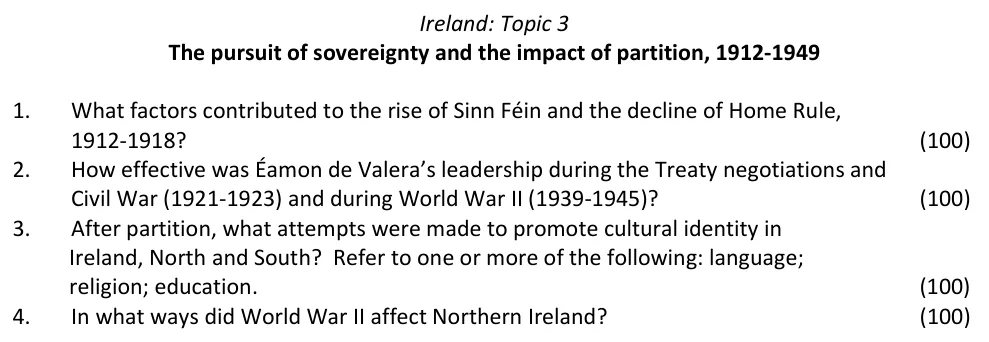 Ireland: Topic 3
The pursuit of sovereignty and the impact of partition, 1912-1949
1. What factors contributed to the rise of Sinn Féin and the decline of Home Rule,
1912-1918? (100)
2. How effective was Éamon de Valera’s leadership during the Treaty negotiations and
Civil War (1921-1923) and during World War II (1939-1945)? (100)
3. After partition, what attempts were made to promote cultural identity in
Ireland, North and South? Refer to one or more of the following: language;
religion; education. (100)
4. In what ways did World War II affect Northern Ireland? (100)